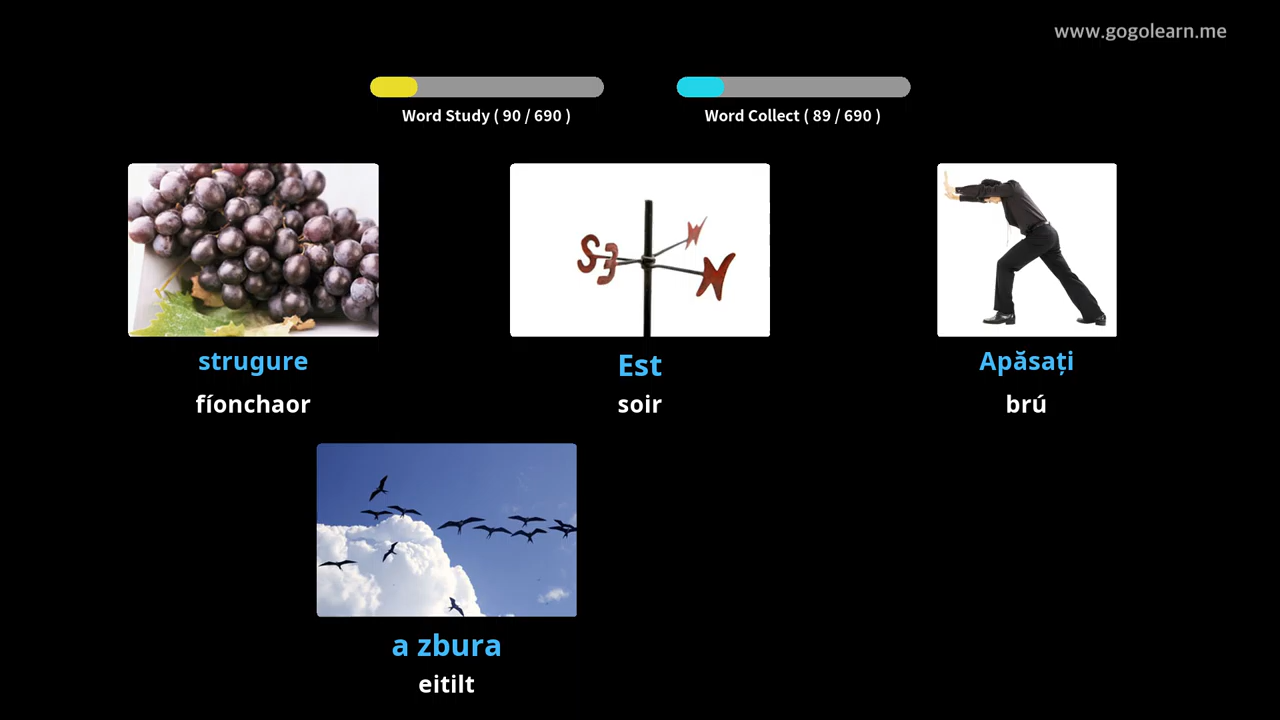 www.gogolearn.me
Word Study ( 90 / 690 )
Word Collect ( 89 / 690 )
S E N N
strugure
Est
Apăsați
fíonchaor
soir
brú
a zbura
eitilt